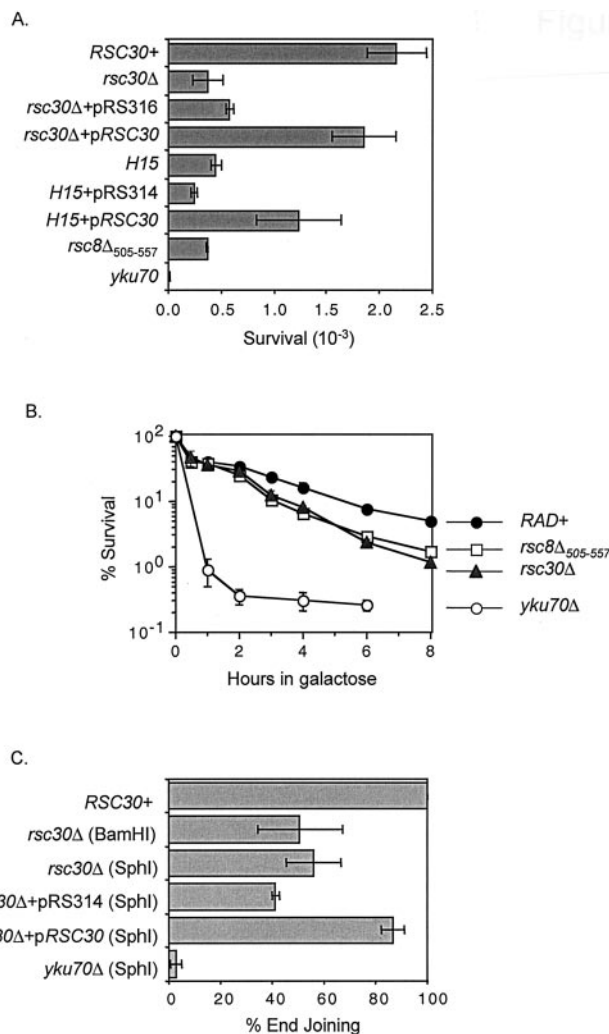 Figu
A.
RSC30+
rsc30Δ
rsc30Δ+pRS316
rsc30Δ+pRSC30
H15
H15+pRS314
H15+pRSC30
rsc8Δ505-557
yku70
0.0 0.5 1.0 1.5 2.0 2.5
Survival (10-3)
B.
% Survival
102
101
100
10-1
0 2 4 6 8
Hours in galactose
RAD+
rsc8Δ505-557
rsc30Δ
yku70Δ
C.
RSC30+
rsc30Δ (BamHI)
rsc30Δ (SphI)
30Δ+pRS314 (SphI)
30Δ+pRSC30 (SphI)
yku70Δ (SphI)
0 20 40 60 80 100
% End Joining